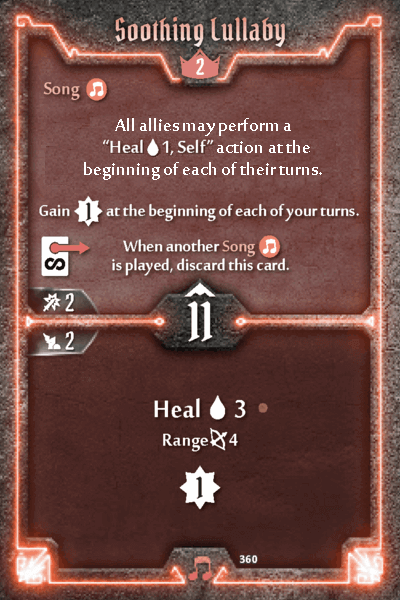 Soothing Lullaby
2
Song
All allies may perform a
“Heal 1, Self” action at the
beginning of each of their turns.
Gain 1 at the beginning of each of your turns.
S When another Song
is played, discard this card.
2
11
2
Heal 3
Range 4
1
360